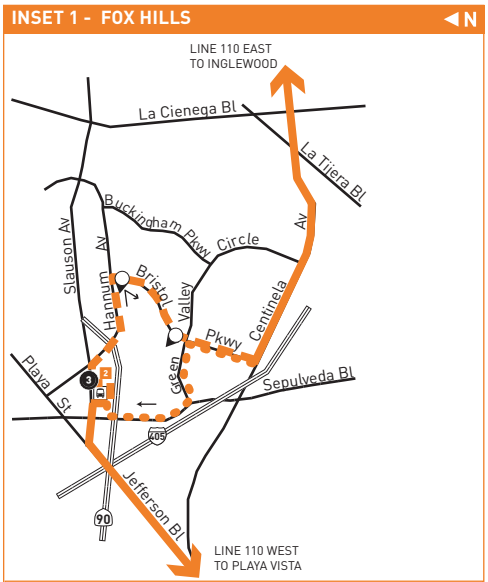 INSET 1 - FOX HILLS
N
LINE 110 EAST
TO INGLEWOOD
La Cienega Bl
La Tijera Bl
Buckingham Pkwy
Circle
Av
Slauson Av
Hannum Av
Bristol Pkwy
Green Valley
Centinela
Playa St
3
2
Sepulveda Bl
405
90
Jefferson Bl
LINE 110 WEST
TO PLAYA VISTA